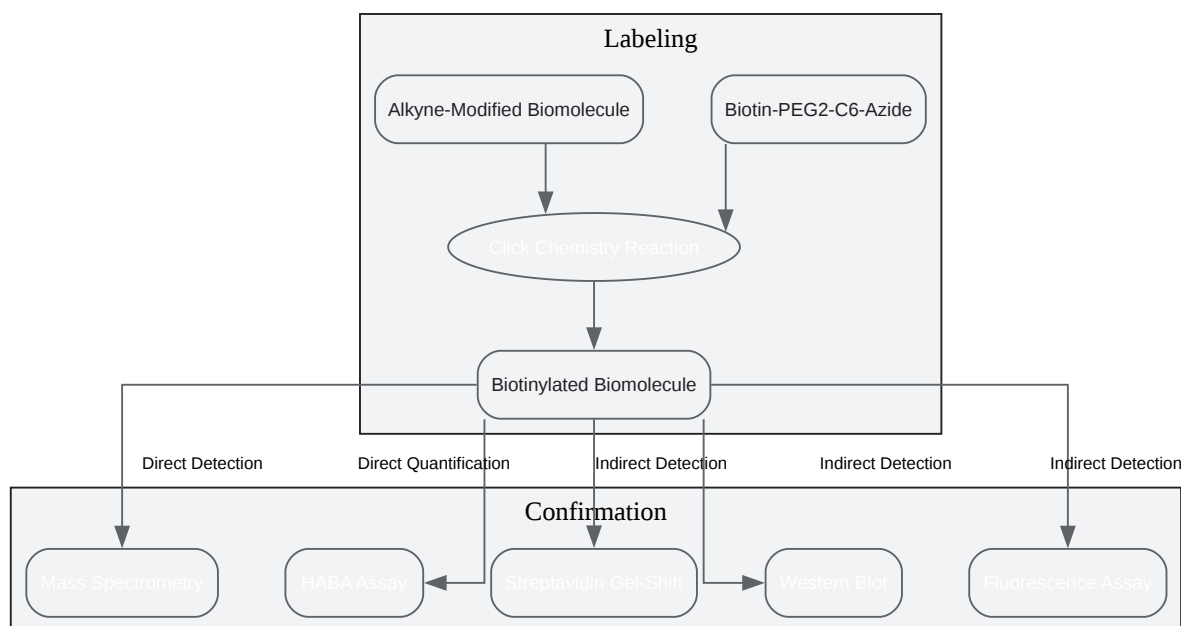 Labeling
Alkyne-Modified Biomolecule
Biotin-PEG2-C6-Azide
Click Chemistry Reaction
Biotinylated Biomolecule
Direct Detection
Direct Quantification
Indirect Detection
Indirect Detection
Indirect Detection
Confirmation
Mass Spectrometry
HABA Assay
Streptavidin Gel-Shift
Western Blot
Fluorescence Assay